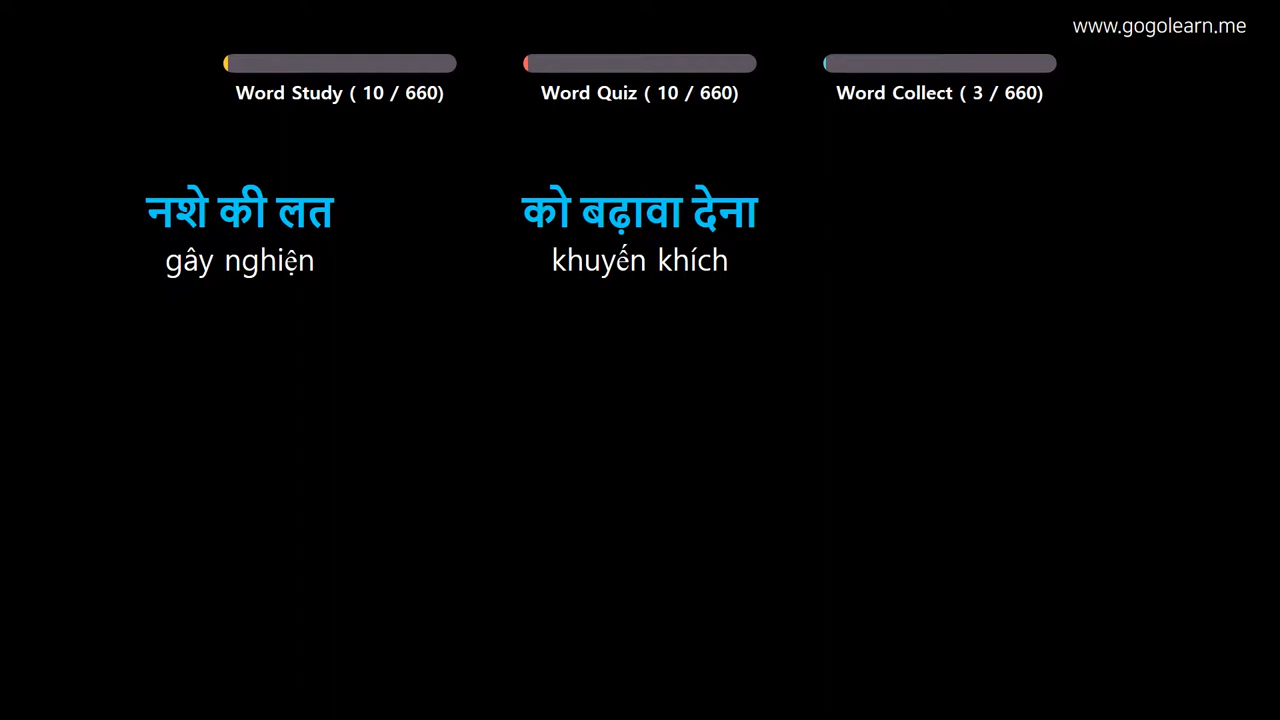 www.gogolearn.me
Word Study ( 10 / 660)
Word Quiz ( 10 / 660)
Word Collect ( 3 / 660)
नशे की लत
gây nghiện
को बढ़ावा देना
khuyến khích